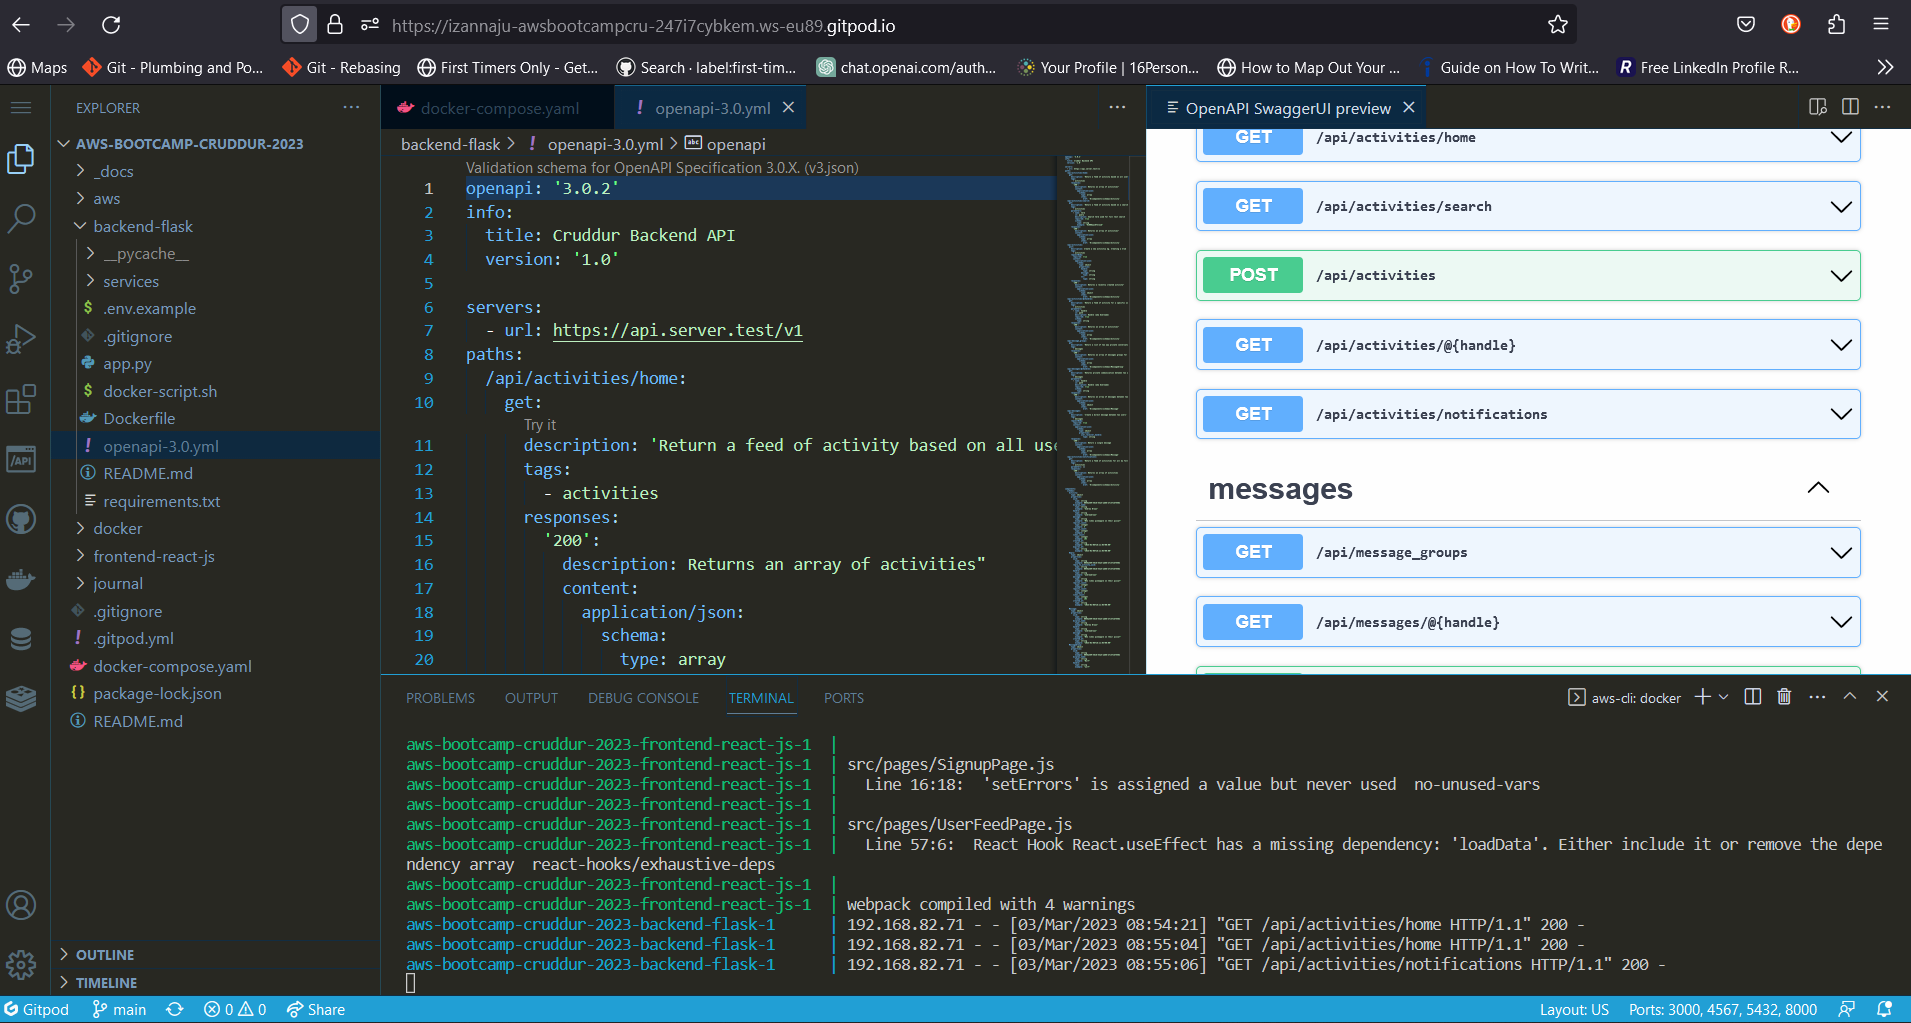 https://izannaju-awsbootcampcru-247i7cybkem.ws-eu89.gitpod.io
Maps
Git - Plumbing and Po...
Git - Rebasing
First Timers Only - Get...
Search · label:first-tim...
chat.openai.com/auth...
Your Profile | 16Person...
How to Map Out Your ...
Guide on How To Writ...
Free LinkedIn Profile R...
EXPLORER
AWS-BOOTCAMP-CRUDDUR-2023
_docs
aws
backend-flask
__pycache__
services
.env.example
.gitignore
app.py
docker-script.sh
Dockerfile
openapi-3.0.yml
README.md
requirements.txt
docker
frontend-react-js
journal
.gitignore
.gitpod.yml
docker-compose.yaml
package-lock.json
README.md
OUTLINE
TIMELINE
docker-compose.yaml
openapi-3.0.yml
backend-flask > openapi-3.0.yml > openapi
Validation schema for OpenAPI Specification 3.0.X. (v3.json)
1 openapi: '3.0.2'
2 info:
3 title: Cruddur Backend API
4 version: '1.0'
5
6 servers:
7 - url: https://api.server.test/v1
8 paths:
9 /api/activities/home:
10 get:
Try it
11 description: 'Return a feed of activity based on all use
12 tags:
13 - activities
14 responses:
15 '200':
16 description: Returns an array of activities"
17 content:
18 application/json:
19 schema:
20 type: array
OpenAPI SwaggerUI preview
GET /api/activities/home
GET /api/activities/search
POST /api/activities
GET /api/activities/@{handle}
GET /api/activities/notifications
messages
GET /api/message_groups
GET /api/messages/@{handle}
PROBLEMS OUTPUT DEBUG CONSOLE TERMINAL PORTS
aws-cli: docker
aws-bootcamp-cruddur-2023-frontend-react-js-1 |
aws-bootcamp-cruddur-2023-frontend-react-js-1 | src/pages/SignupPage.js
aws-bootcamp-cruddur-2023-frontend-react-js-1 | Line 16:18: 'setErrors' is assigned a value but never used no-unused-vars
aws-bootcamp-cruddur-2023-frontend-react-js-1 |
aws-bootcamp-cruddur-2023-frontend-react-js-1 | src/pages/UserFeedPage.js
aws-bootcamp-cruddur-2023-frontend-react-js-1 | Line 57:6: React Hook React.useEffect has a missing dependency: 'loadData'. Either include it or remove the depe
ndency array react-hooks/exhaustive-deps
aws-bootcamp-cruddur-2023-frontend-react-js-1 |
aws-bootcamp-cruddur-2023-frontend-react-js-1 | webpack compiled with 4 warnings
aws-bootcamp-cruddur-2023-backend-flask-1 | 192.168.82.71 - - [03/Mar/2023 08:54:21] "GET /api/activities/home HTTP/1.1" 200 -
aws-bootcamp-cruddur-2023-backend-flask-1 | 192.168.82.71 - - [03/Mar/2023 08:55:04] "GET /api/activities/home HTTP/1.1" 200 -
aws-bootcamp-cruddur-2023-backend-flask-1 | 192.168.82.71 - - [03/Mar/2023 08:55:06] "GET /api/activities/notifications HTTP/1.1" 200 -
Gitpod main 0 0 Share
Layout: US Ports: 3000, 4567, 5432, 8000